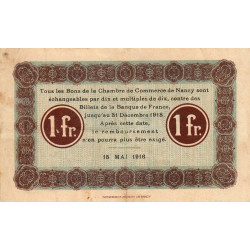 Tous les Bons de la Chambre de Commerce de Nancy sont
échangeables par dix et multiples de dix, contre des
Billets de la Banque de France,
jusqu'au 31 Décembre 1918.
Après cette date,
le remboursement
n'en pourra plus être exigé.
1 fr.
1 fr.
18 MAI 1916